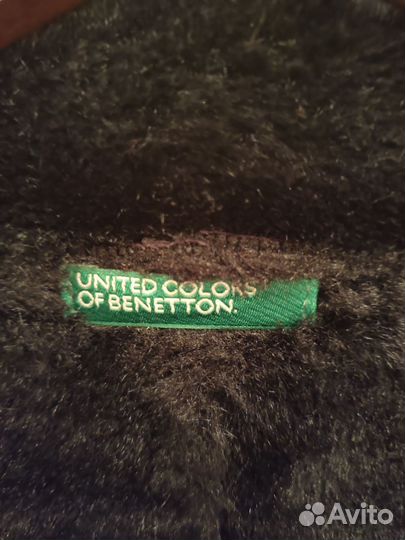 UNITED COLORS
OF BENETTON.
Avito